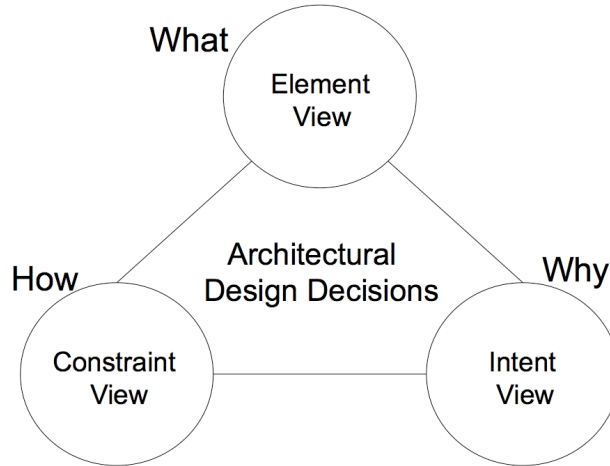 What
Element
View
Architectural
Design Decisions
How
Why
Constraint
View
Intent
View